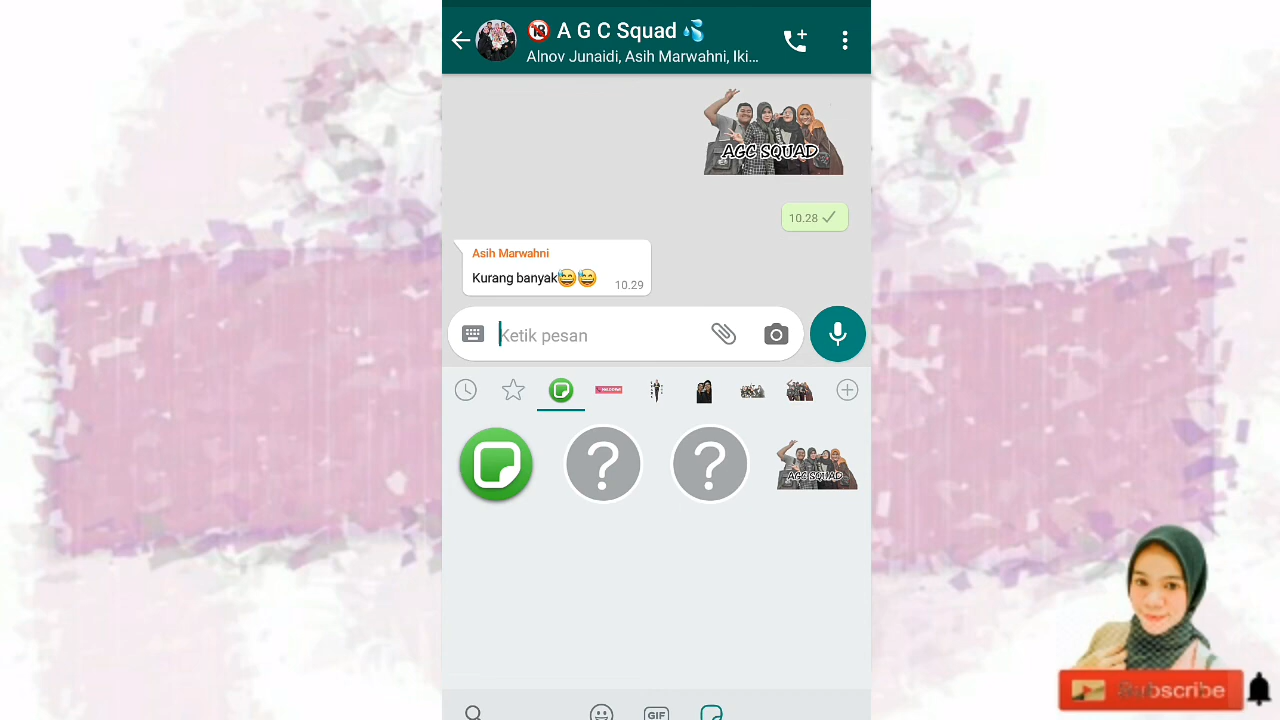 A G C Squad
Alnov Junaidi, Asih Marwahni, Iki...
AGC SQUAD
10.28
Asih Marwahni
Kurang banyak😅😅
10.29
Ketik pesan
AGC SQUAD
GIF
Subscribe